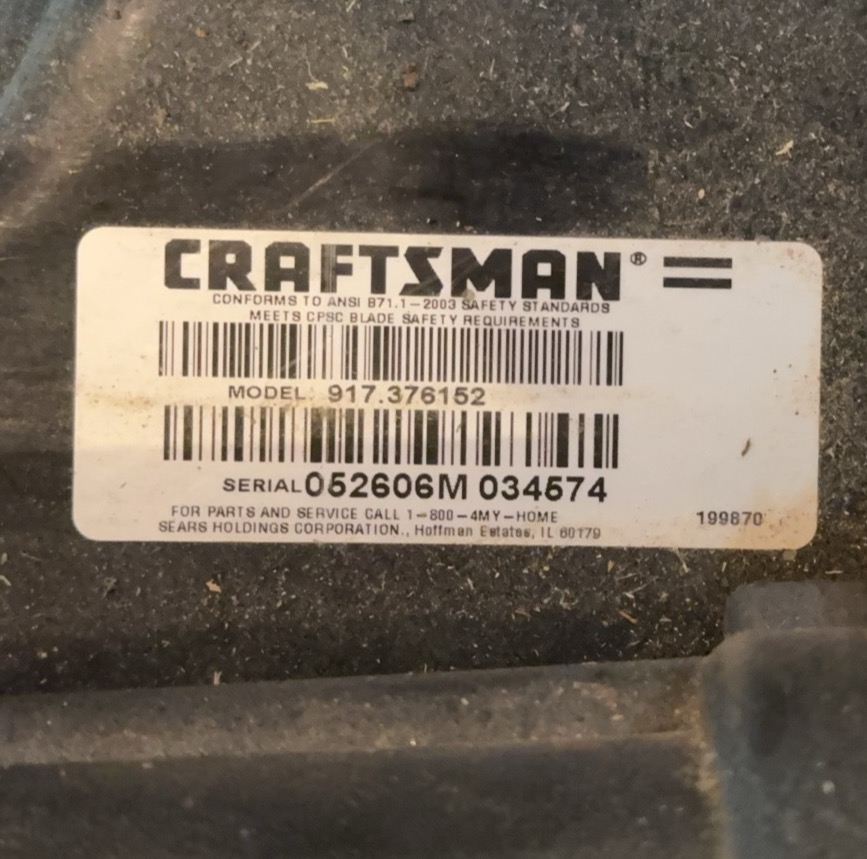 CRAFTSMAN®
CONFORMS TO ANSI B71.1-2003 SAFETY STANDARDS
MEETS CPSC BLADE SAFETY REQUIREMENTS
MODEL: 917.376152
SERIAL 052606M 034574
FOR PARTS AND SERVICE CALL 1-800-4MY-HOME
SEARS HOLDINGS CORPORATION., Hoffman Estates, IL 60179
199870